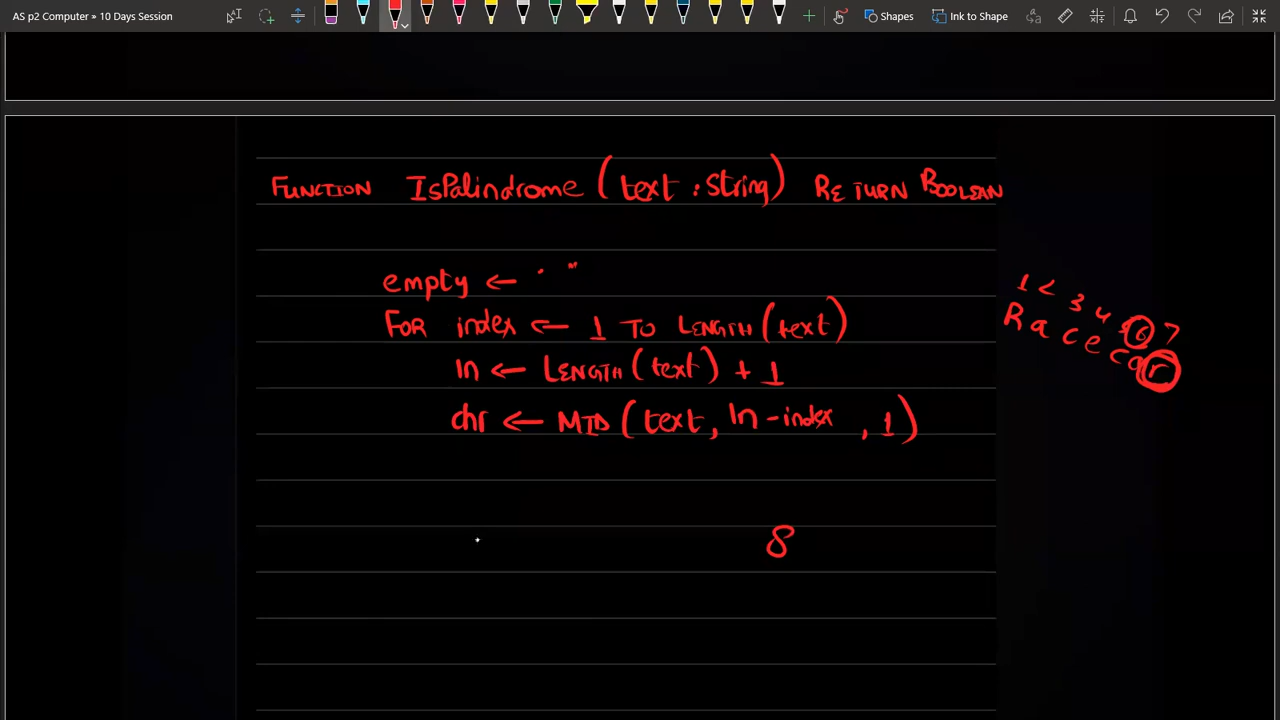 AS p2 Computer » 10 Days Session
Shapes
Ink to Shape
FUNCTION IsPalindrome (text : String) RETURN BOOLEAN
empty ← " "
FOR index ← 1 TO LENGTH (text)
ln ← LENGTH (text) + 1
chr ← MID (text, ln - index , 1)
8
1 2 3 4 5 6 7
Racecar